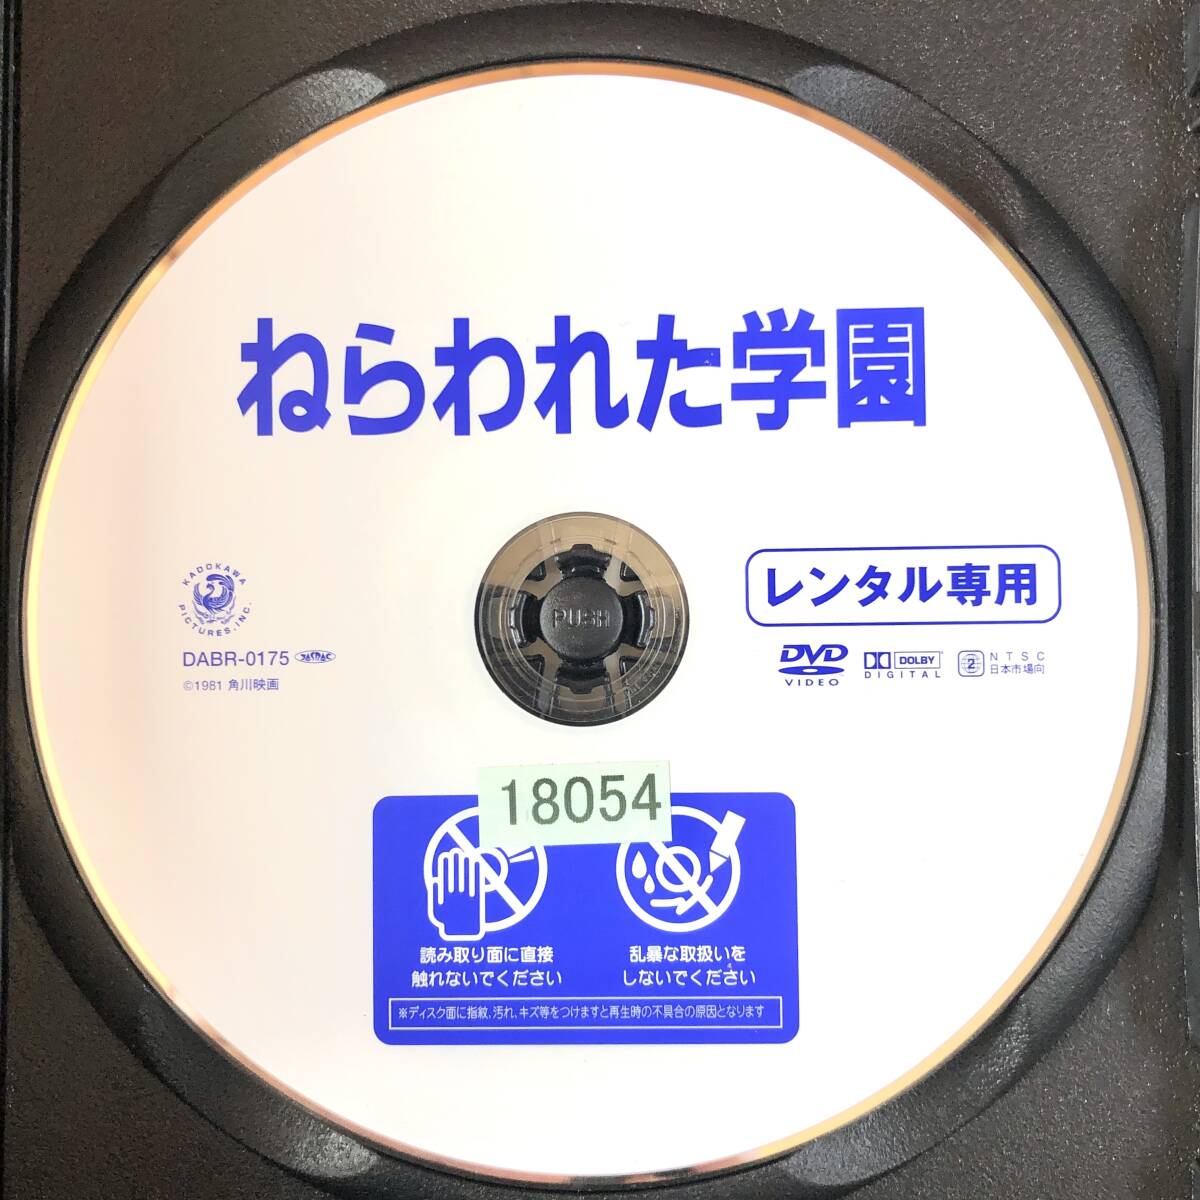 ねらわれた学園
KADOKAWA
PICTURES, INC.
DABR-0175 JASRAC
©1981 角川映画
PUSH
レンタル専用
DVD
VIDEO
DOLBY
DIGITAL
2
NTSC
日本市場向
18054
読み取り面に直接
触れないでください
乱暴な取扱いを
しないでください
※ディスク面に指紋,汚れ,キズ等をつけますと再生時の不具合の原因となります